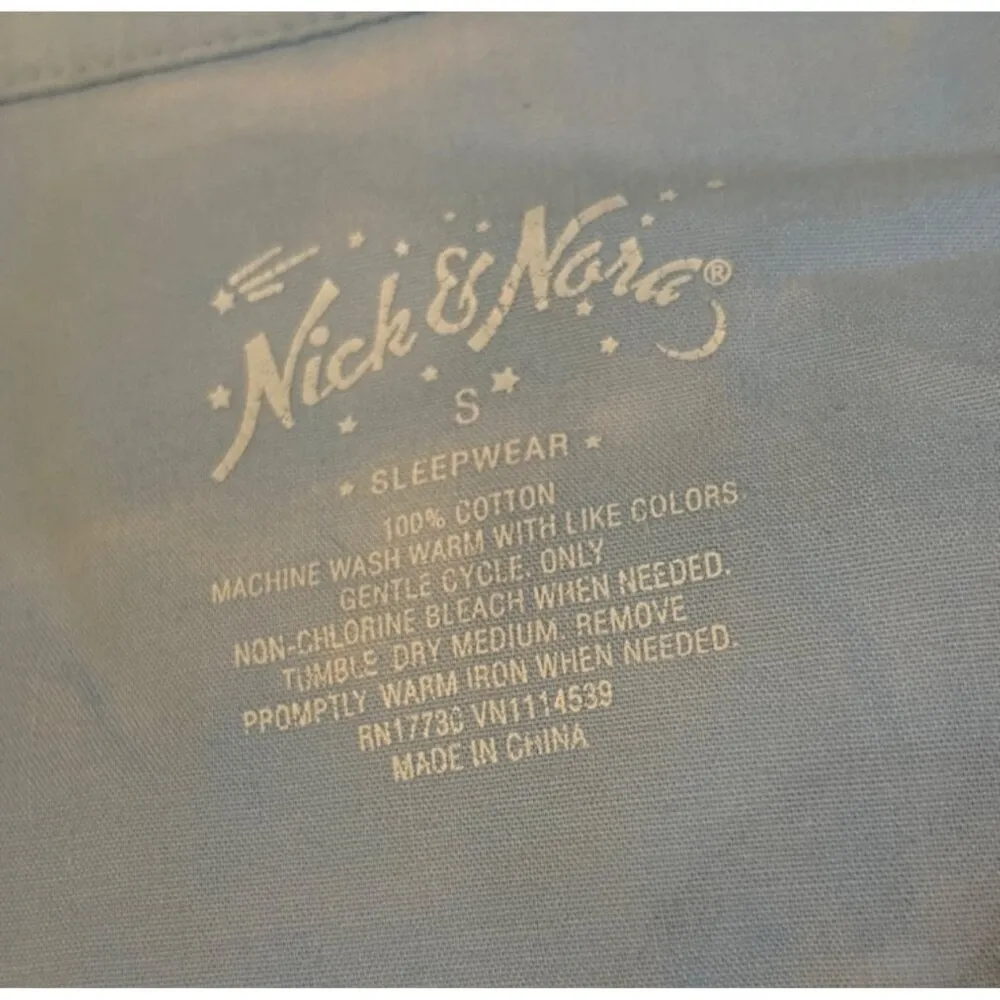 Nick & Nora®
S
SLEEPWEAR
100% COTTON
MACHINE WASH WARM WITH LIKE COLORS
GENTLE CYCLE. ONLY
NON-CHLORINE BLEACH WHEN NEEDED.
TUMBLE DRY MEDIUM. REMOVE
PROMPTLY WARM IRON WHEN NEEDED.
RN17730 VN1114539
MADE IN CHINA